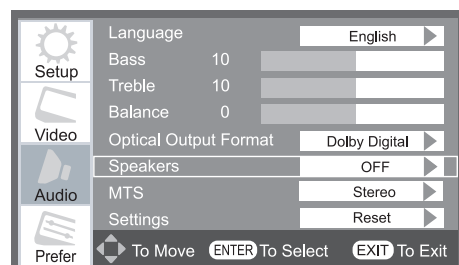 Setup
Video
Audio
Prefer
Language English
Bass 10
Treble 10
Balance 0
Optical Output Format Dolby Digital
Speakers OFF
MTS Stereo
Settings Reset
To Move ENTER To Select EXIT To Exit